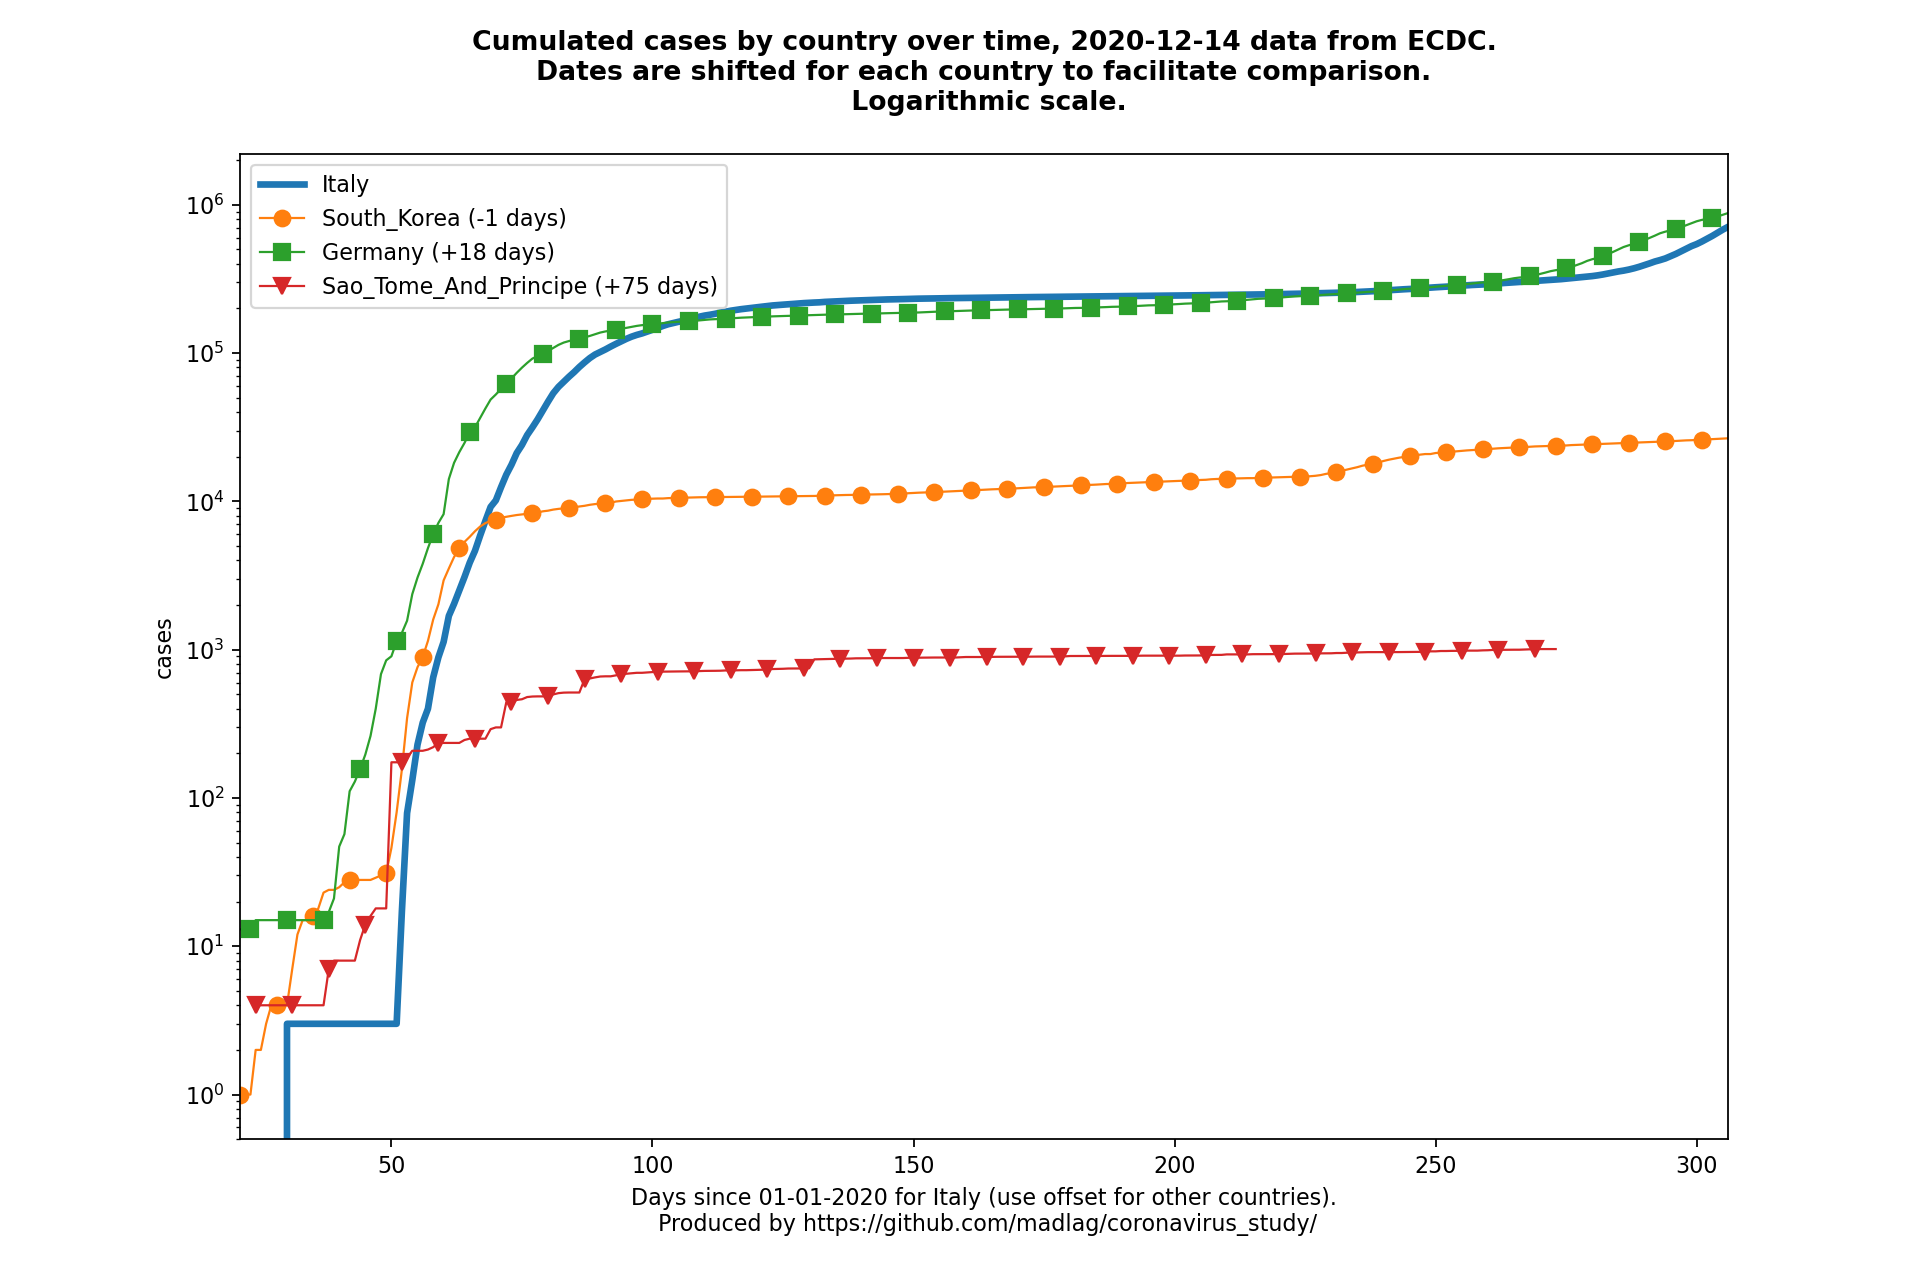 Cumulated cases by country over time, 2020-12-14 data from ECDC.
Dates are shifted for each country to facilitate comparison.
Logarithmic scale.
Italy
South_Korea (-1 days)
Germany (+18 days)
Sao_Tome_And_Principe (+75 days)
10^6
10^5
10^4
10^3
10^2
10^1
10^0
cases
50 100 150 200 250 300
Days since 01-01-2020 for Italy (use offset for other countries).
Produced by https://github.com/madlag/coronavirus_study/